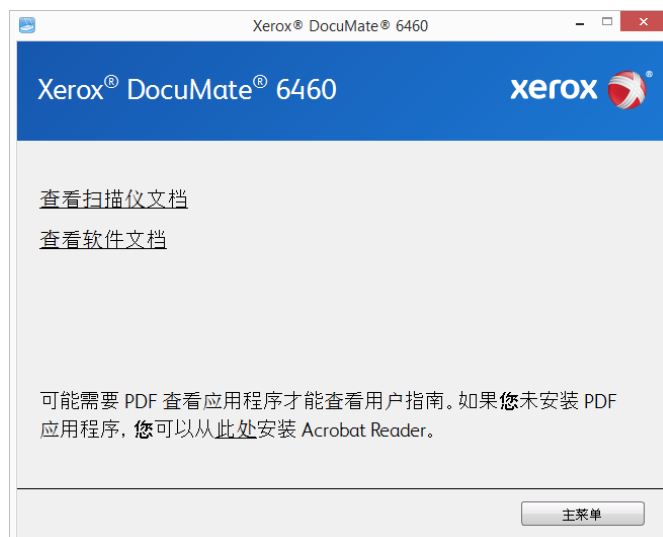 Xerox® DocuMate® 6460
Xerox® DocuMate® 6460
xerox®
查看扫描仪文档
查看软件文档
可能需要 PDF 查看应用程序才能查看用户指南。如果您未安装 PDF
应用程序，您可以从此处安装 Acrobat Reader。
主菜单